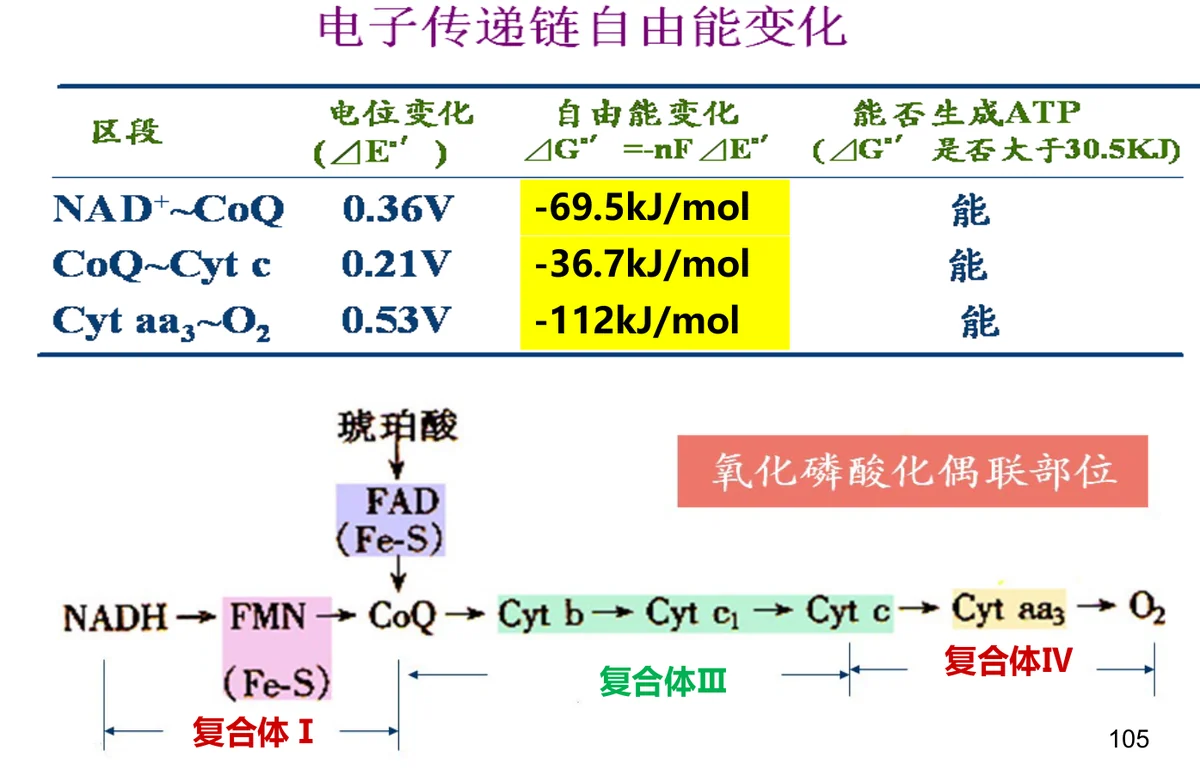 电子传递链自由能变化
区段 电位变化 自由能变化 能否生成ATP
(⊿E°′) ⊿G°′ =-nF⊿E°′ (⊿G°′ 是否大于30.5KJ)
NAD⁺~CoQ 0.36V -69.5kJ/mol 能
CoQ~Cyt c 0.21V -36.7kJ/mol 能
Cyt aa₃~O₂ 0.53V -112kJ/mol 能
琥珀酸
氧化磷酸化偶联部位
FAD
(Fe-S)
NADH → FMN → CoQ → Cyt b → Cyt c₁ → Cyt c → Cyt aa₃ → O₂
(Fe-S) 复合体Ⅲ 复合体Ⅳ
复合体Ⅰ
105